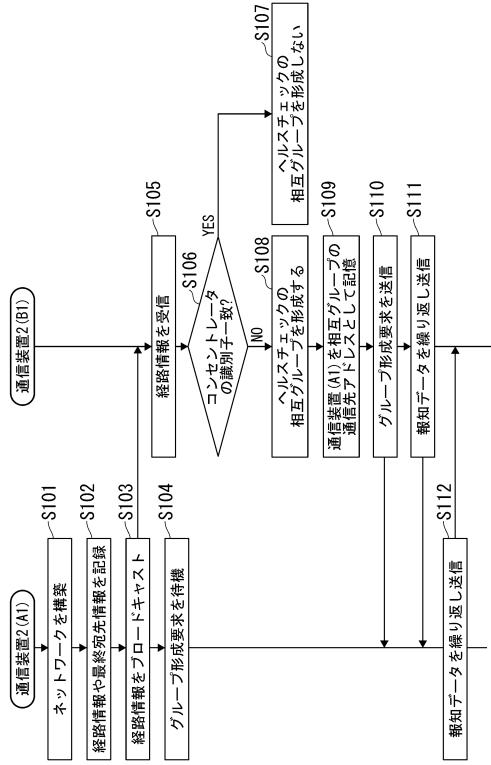 通信装置2(A1)
S101
ネットワークを構築
S102
経路情報や最終宛先情報を記録
S103
経路情報をブロードキャスト
S104
グループ形成要求を待機
通信装置2(B1)
S105
経路情報を受信
S106
コンセントレータ
の識別子一致?
YES
NO
S107
ヘルスチェックの
相互グループを形成しない
S108
ヘルスチェックの
相互グループを形成する
S109
通信装置(A1)を相互グループの
通信先アドレスとして記憶
S110
グループ形成要求を送信
S111
報知データを繰り返し送信
S112
報知データを繰り返し送信